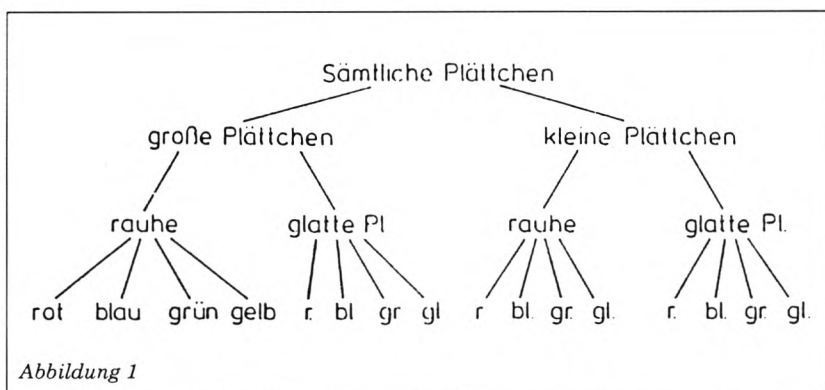 Sämtliche Plättchen
große Plättchen kleine Plättchen
rauhe glatte Pl rauhe glatte Pl.
rot blau grün gelb r. bl gr gl r bl. gr. gl. r. bl. gr. gl.
Abbildung 1